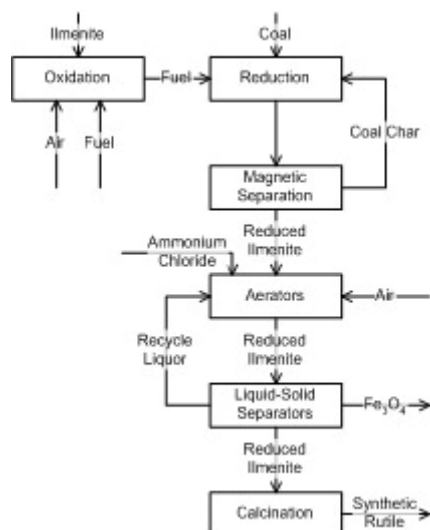 Ilmenite
Coal
Oxidation
Fuel
Reduction
Air
Fuel
Coal Char
Magnetic
Separation
Reduced
Ilmenite
Ammonium
Chloride
Aerators
Air
Recycle
Liquor
Reduced
Ilmenite
Liquid-Solid
Separators
Fe₃O₄
Reduced
Ilmenite
Calcination
Synthetic
Rutile